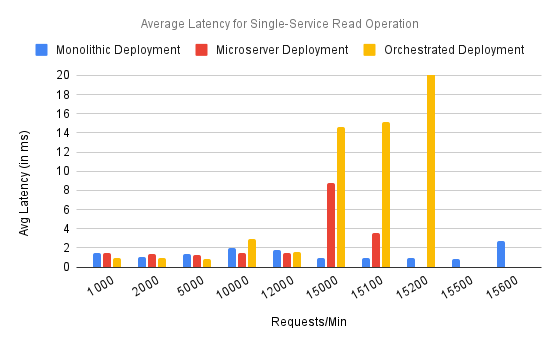 Average Latency for Single-Service Read Operation
Monolithic Deployment Microserver Deployment Orchestrated Deployment
Avg Latency (in ms)
20
18
16
14
12
10
8
6
4
2
0
1000 2000 5000 10000 12000 15000 15100 15200 15500 15600
Requests/Min